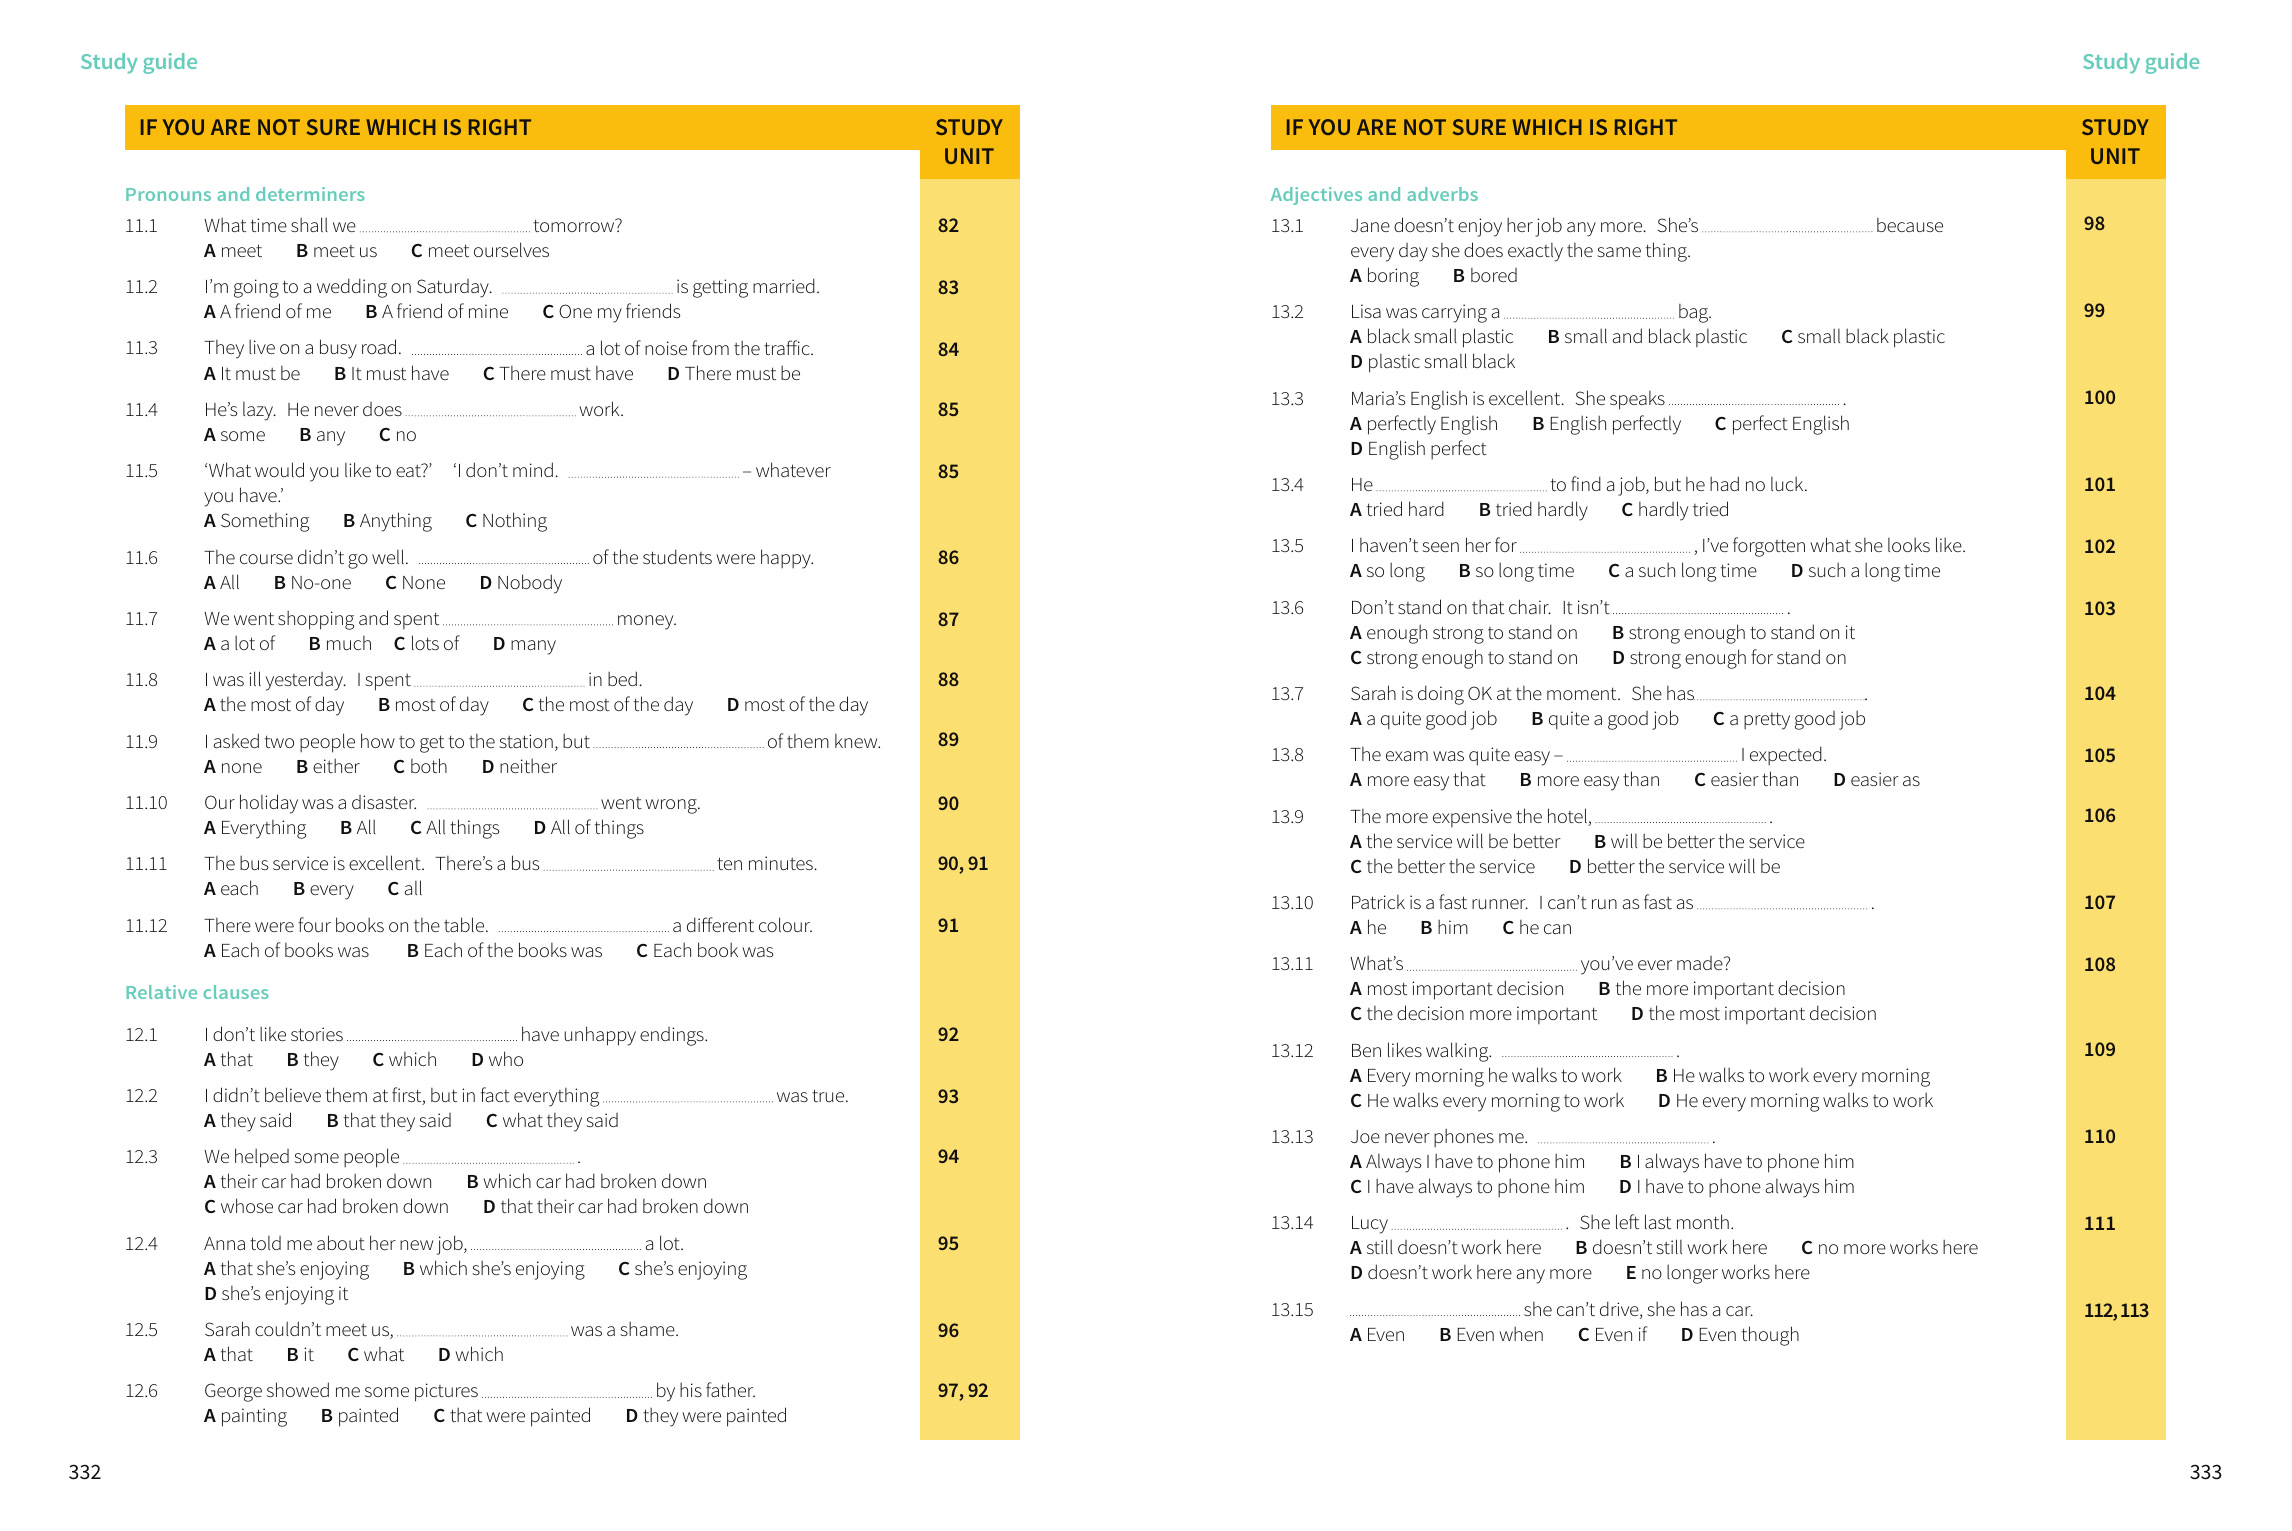 Study guide
IF YOU ARE NOT SURE WHICH IS RIGHT
STUDY
UNIT
Pronouns and determiners
11.1 What time shall we ........ tomorrow? 82
A meet B meet us C meet ourselves
11.2 I’m going to a wedding on Saturday. ........ is getting married. 83
A A friend of me B A friend of mine C One my friends
11.3 They live on a busy road. ........ a lot of noise from the traffic. 84
A It must be B It must have C There must have D There must be
11.4 He’s lazy. He never does ........ work. 85
A some B any C no
11.5 ‘What would you like to eat?’ ‘I don’t mind. ........ – whatever 85
you have.’
A Something B Anything C Nothing
11.6 The course didn’t go well. ........ of the students were happy. 86
A All B No-one C None D Nobody
11.7 We went shopping and spent ........ money. 87
A a lot of B much C lots of D many
11.8 I was ill yesterday. I spent ........ in bed. 88
A the most of day B most of day C the most of the day D most of the day
11.9 I asked two people how to get to the station, but ........ of them knew. 89
A none B either C both D neither
11.10 Our holiday was a disaster. ........ went wrong. 90
A Everything B All C All things D All of things
11.11 The bus service is excellent. There’s a bus ........ ten minutes. 90, 91
A each B every C all
11.12 There were four books on the table. ........ a different colour. 91
A Each of books was B Each of the books was C Each book was
Relative clauses
12.1 I don’t like stories ........ have unhappy endings. 92
A that B they C which D who
12.2 I didn’t believe them at first, but in fact everything ........ was true. 93
A they said B that they said C what they said
12.3 We helped some people ........ . 94
A their car had broken down B which car had broken down
C whose car had broken down D that their car had broken down
12.4 Anna told me about her new job, ........ a lot. 95
A that she’s enjoying B which she’s enjoying C she’s enjoying
D she’s enjoying it
12.5 Sarah couldn’t meet us, ........ was a shame. 96
A that B it C what D which
12.6 George showed me some pictures ........ by his father. 97, 92
A painting B painted C that were painted D they were painted
332
Study guide
IF YOU ARE NOT SURE WHICH IS RIGHT
STUDY
UNIT
Adjectives and adverbs
13.1 Jane doesn’t enjoy her job any more. She’s ........ because 98
every day she does exactly the same thing.
A boring B bored
13.2 Lisa was carrying a ........ bag. 99
A black small plastic B small and black plastic C small black plastic
D plastic small black
13.3 Maria’s English is excellent. She speaks ........ . 100
A perfectly English B English perfectly C perfect English
D English perfect
13.4 He ........ to find a job, but he had no luck. 101
A tried hard B tried hardly C hardly tried
13.5 I haven’t seen her for ........ , I’ve forgotten what she looks like. 102
A so long B so long time C a such long time D such a long time
13.6 Don’t stand on that chair. It isn’t ........ . 103
A enough strong to stand on B strong enough to stand on it
C strong enough to stand on D strong enough for stand on
13.7 Sarah is doing OK at the moment. She has ........ . 104
A a quite good job B quite a good job C a pretty good job
13.8 The exam was quite easy – ........ I expected. 105
A more easy that B more easy than C easier than D easier as
13.9 The more expensive the hotel, ........ . 106
A the service will be better B will be better the service
C the better the service D better the service will be
13.10 Patrick is a fast runner. I can’t run as fast as ........ . 107
A he B him C he can
13.11 What’s ........ you’ve ever made? 108
A most important decision B the more important decision
C the decision more important D the most important decision
13.12 Ben likes walking. ........ . 109
A Every morning he walks to work B He walks to work every morning
C He walks every morning to work D He every morning walks to work
13.13 Joe never phones me. ........ . 110
A Always I have to phone him B I always have to phone him
C I have always to phone him D I have to phone always him
13.14 Lucy ........ . She left last month. 111
A still doesn’t work here B doesn’t still work here C no more works here
D doesn’t work here any more E no longer works here
13.15 ........ she can’t drive, she has a car. 112, 113
A Even B Even when C Even if D Even though
333